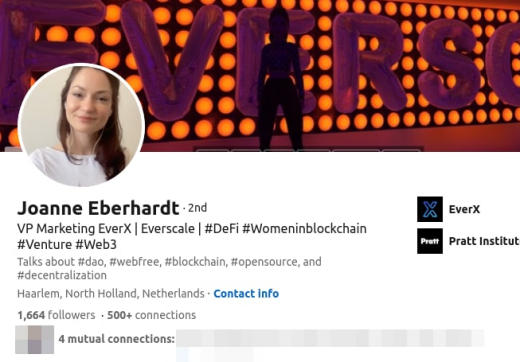 EVERSC
Joanne Eberhardt · 2nd
VP Marketing EverX | Everscale | #DeFi #Womeninblockchain
#Venture #Web3
Talks about #dao, #webfree, #blockchain, #opensource, and
#decentralization
Haarlem, North Holland, Netherlands · Contact info
1,664 followers · 500+ connections
4 mutual connections:
EverX
Pratt
Pratt Institut